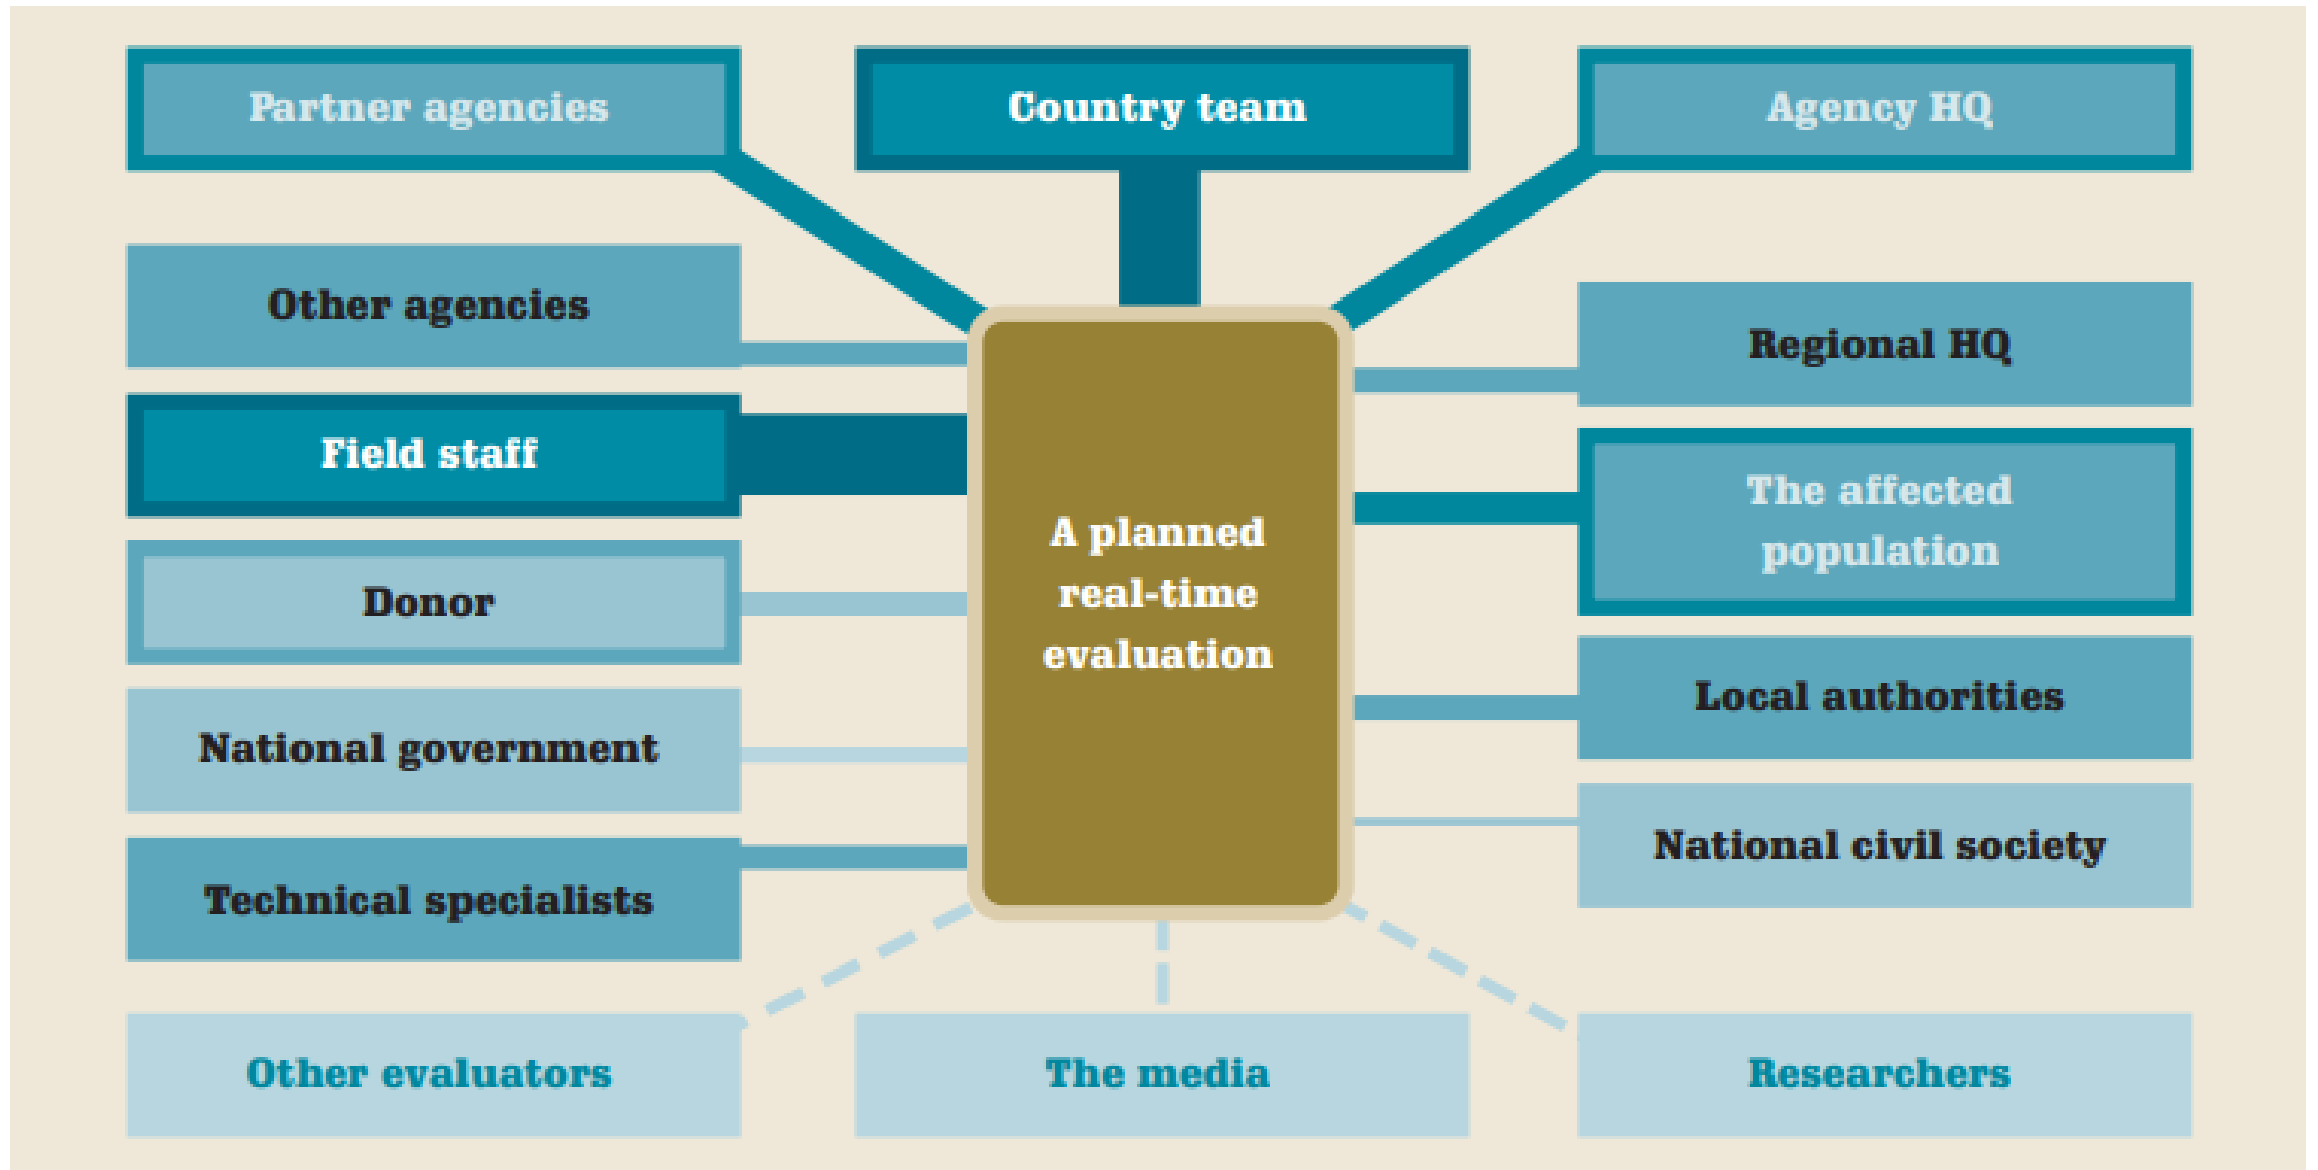 Partner agencies
Country team
Agency HQ
Other agencies
Regional HQ
Field staff
The affected
population
A planned
real-time
evaluation
Donor
Local authorities
National government
National civil society
Technical specialists
Other evaluators
The media
Researchers